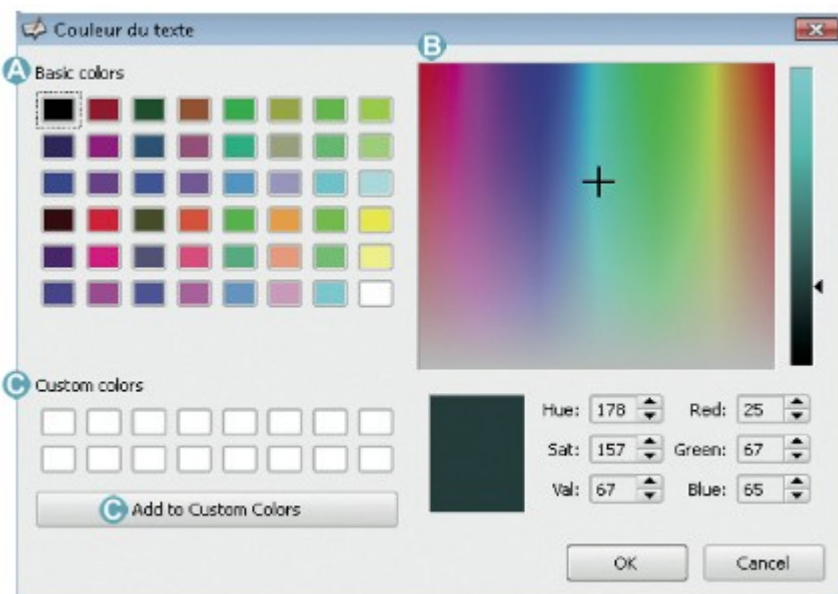 Couleur du texte
A Basic colors
B
C Custom colors
C Add to Custom Colors
Hue: 178 Red: 25
Sat: 157 Green: 67
Val: 67 Blue: 65
OK Cancel